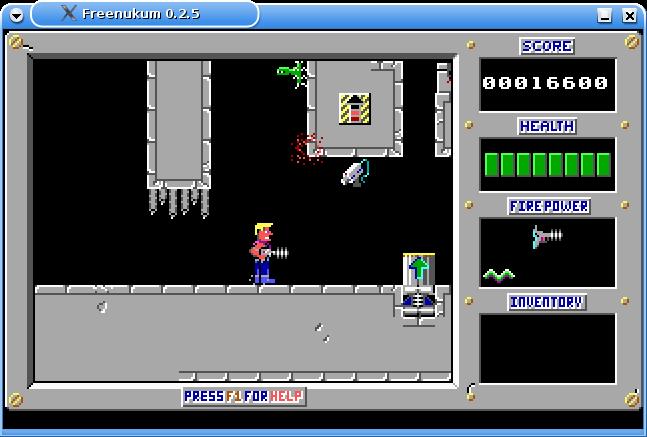 Freenukum 0.2.5
SCORE
00016600
HEALTH
FIREPOWER
INVENTORY
PRESS F1 FOR HELP